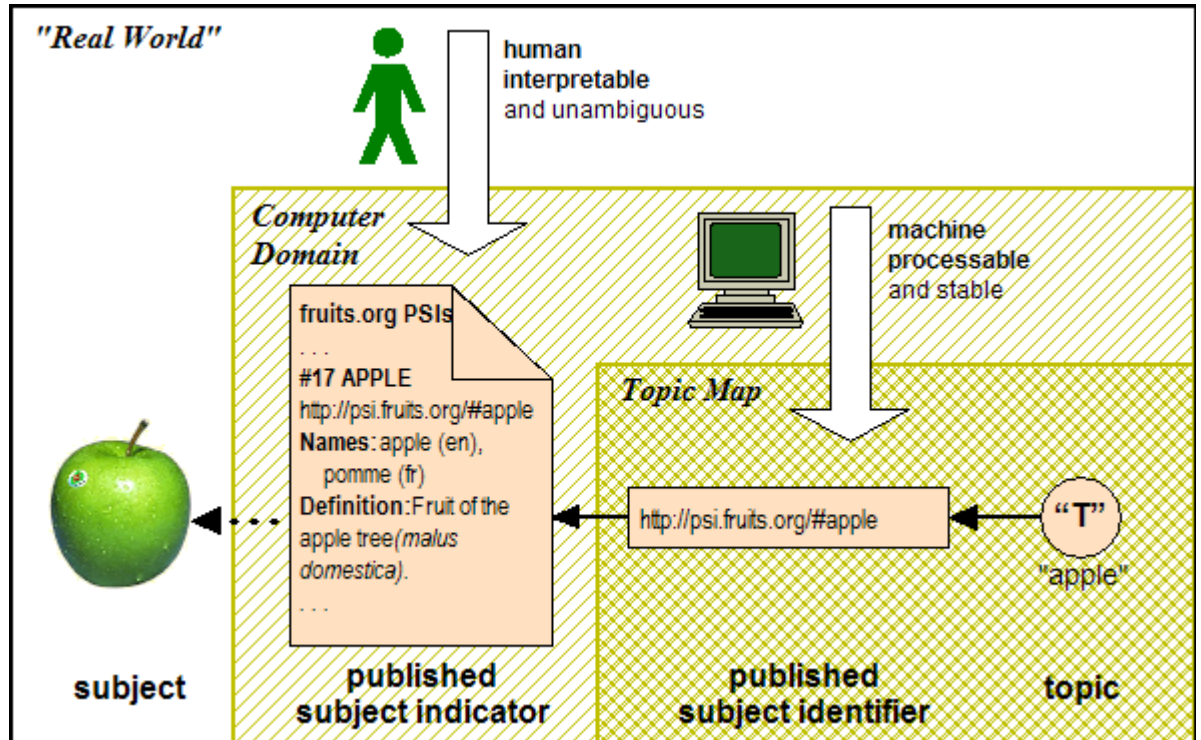 "Real World"
human
interpretable
and unambiguous
Computer
Domain
machine
processable
and stable
fruits.org PSIs
. . .
#17 APPLE
http://psi.fruits.org/#apple
Names: apple (en),
pomme (fr)
Definition: Fruit of the
apple tree (malus
domestica).
. . .
Topic Map
http://psi.fruits.org/#apple
“T”
"apple"
subject
published
subject indicator
published
subject identifier
topic